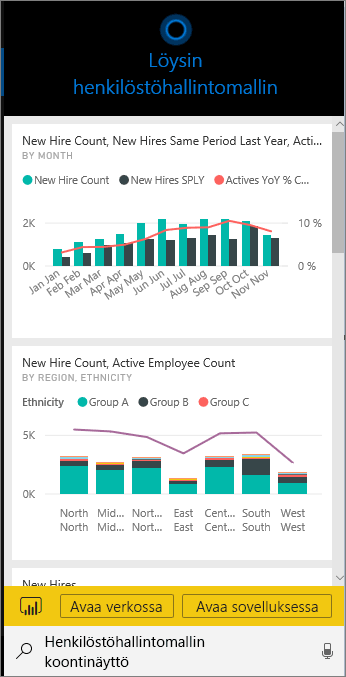 Löysin
henkilöstöhallintomallin
New Hire Count, New Hires Same Period Last Year, Acti...
BY MONTH
New Hire Count New Hires SPLY Actives YoY % C...
2K 10 %
0K 0 %
Jan Jan Feb Feb Mar Mar Apr Apr May May Jun Jun Jul Jul Aug Aug Sep Sep Oct Oct Nov Nov
New Hire Count, Active Employee Count
BY REGION, ETHNICITY
Ethnicity Group A Group B Group C
5K
0K
North Mid... Nort... East Cent... South West
North Mid... Nort... East Cent... South West
New Hires
Avaa verkossa Avaa sovelluksessa
Henkilöstöhallintomallin
koontinäyttö